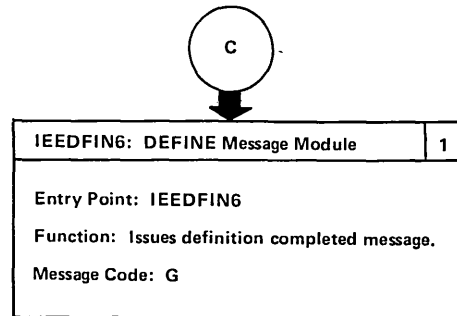 C
IEEDFIN6: DEFINE Message Module 1
Entry Point: IEEDFIN6
Function: Issues definition completed message.
Message Code: G